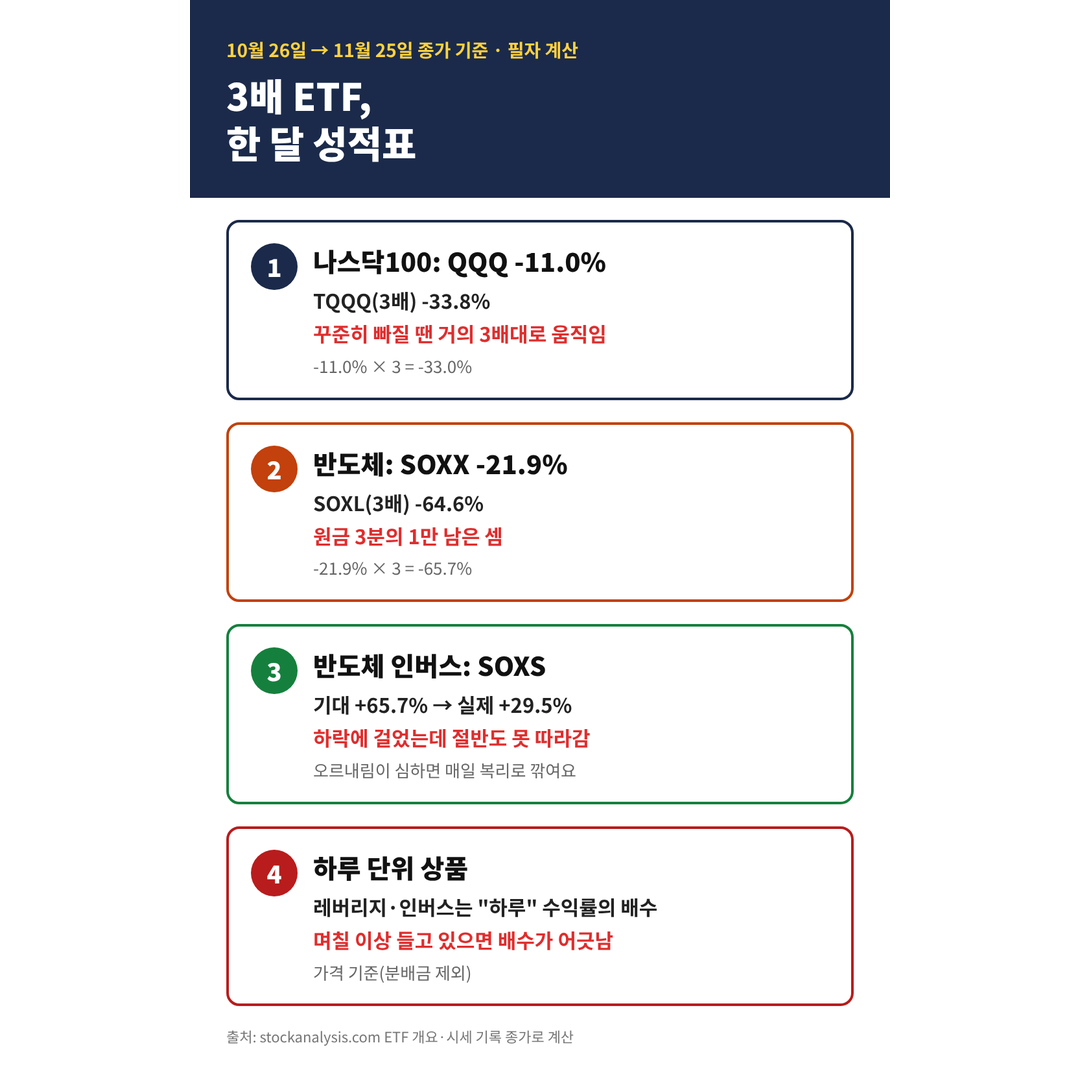 10월 26일 → 11월 25일 종가 기준 · 필자 계산
3배 ETF,
한 달 성적표
1
나스닥100: QQQ -11.0%
TQQQ(3배) -33.8%
꾸준히 빠질 땐 거의 3배대로 움직임
-11.0% × 3 = -33.0%
2
반도체: SOXX -21.9%
SOXL(3배) -64.6%
원금 3분의 1만 남은 셈
-21.9% × 3 = -65.7%
3
반도체 인버스: SOXS
기대 +65.7% → 실제 +29.5%
하락에 걸었는데 절반도 못 따라감
오르내림이 심하면 매일 복리로 깎여요
4
하루 단위 상품
레버리지·인버스는 "하루" 수익률의 배수
며칠 이상 들고 있으면 배수가 어긋남
가격 기준(분배금 제외)
출처: stockanalysis.com ETF 개요·시세 기록 종가로 계산